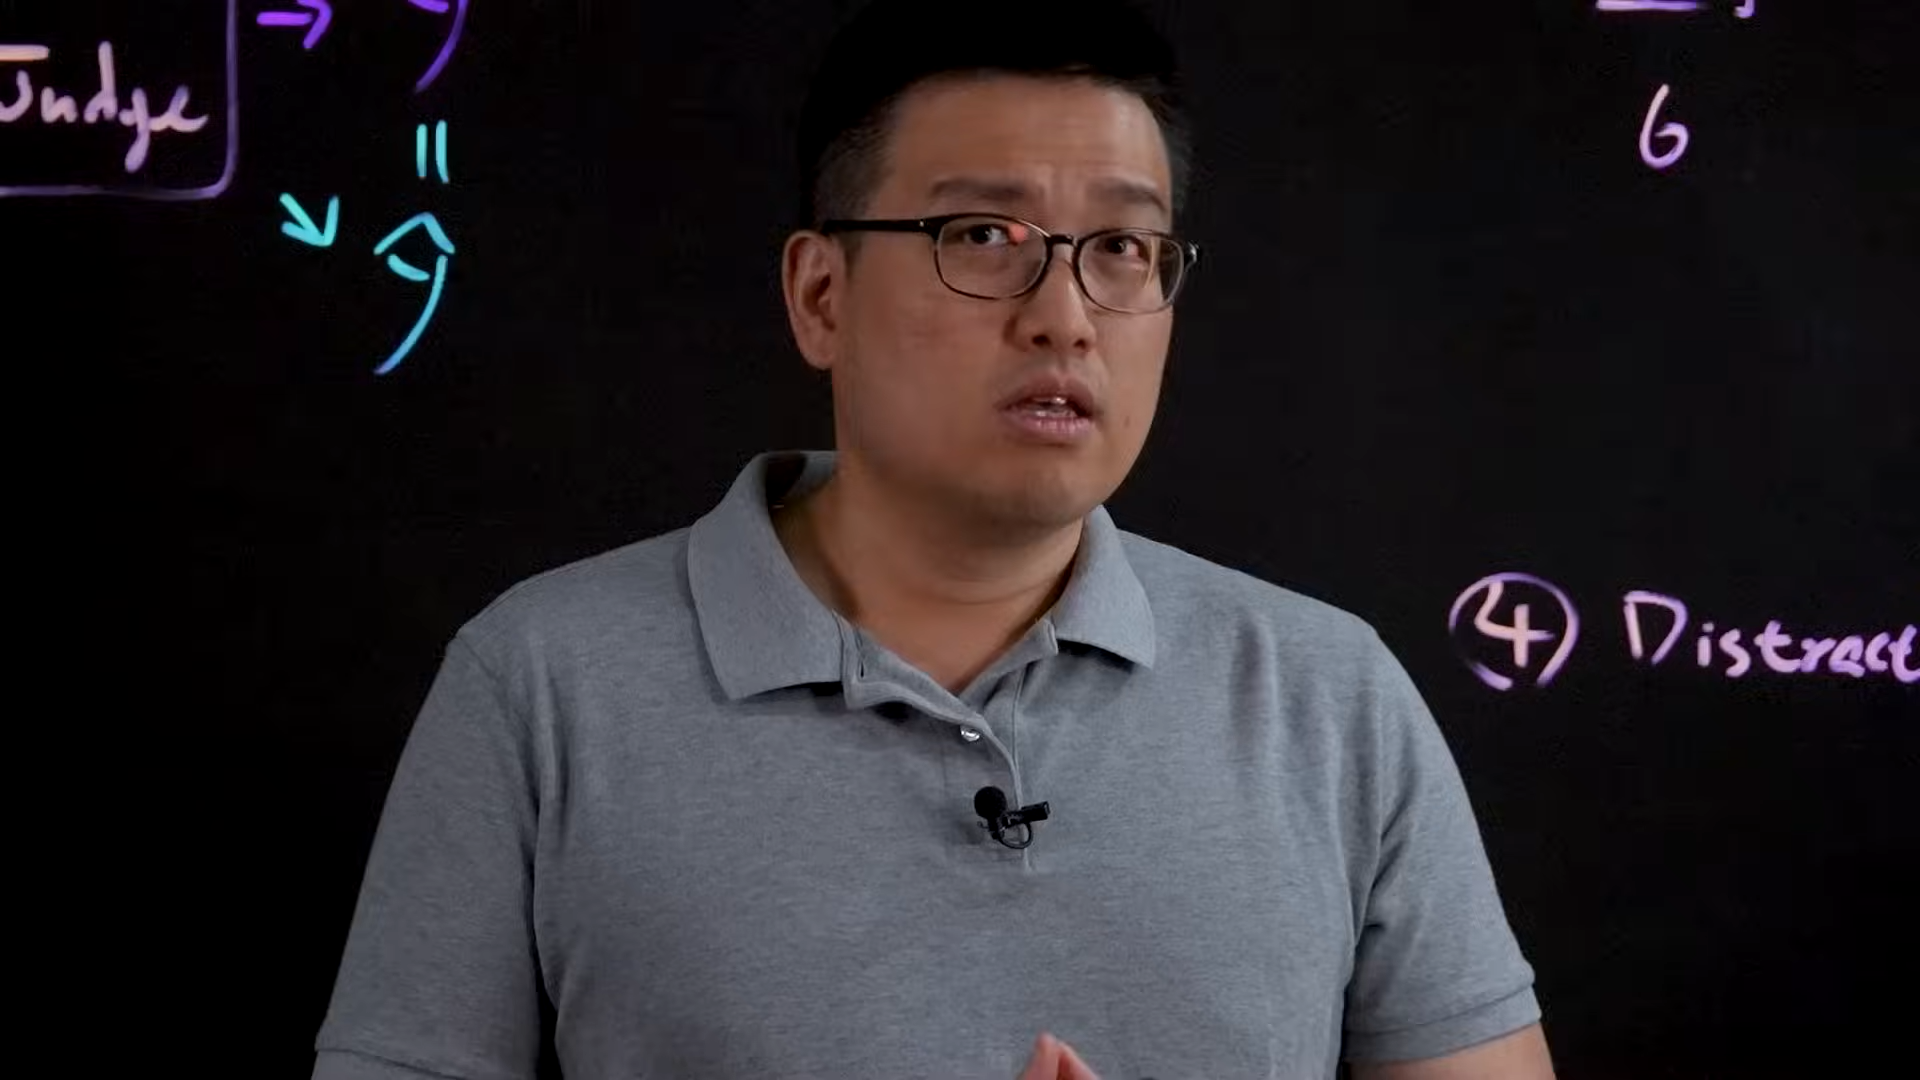 Judge → y
=
ŷ
6
④ Distract